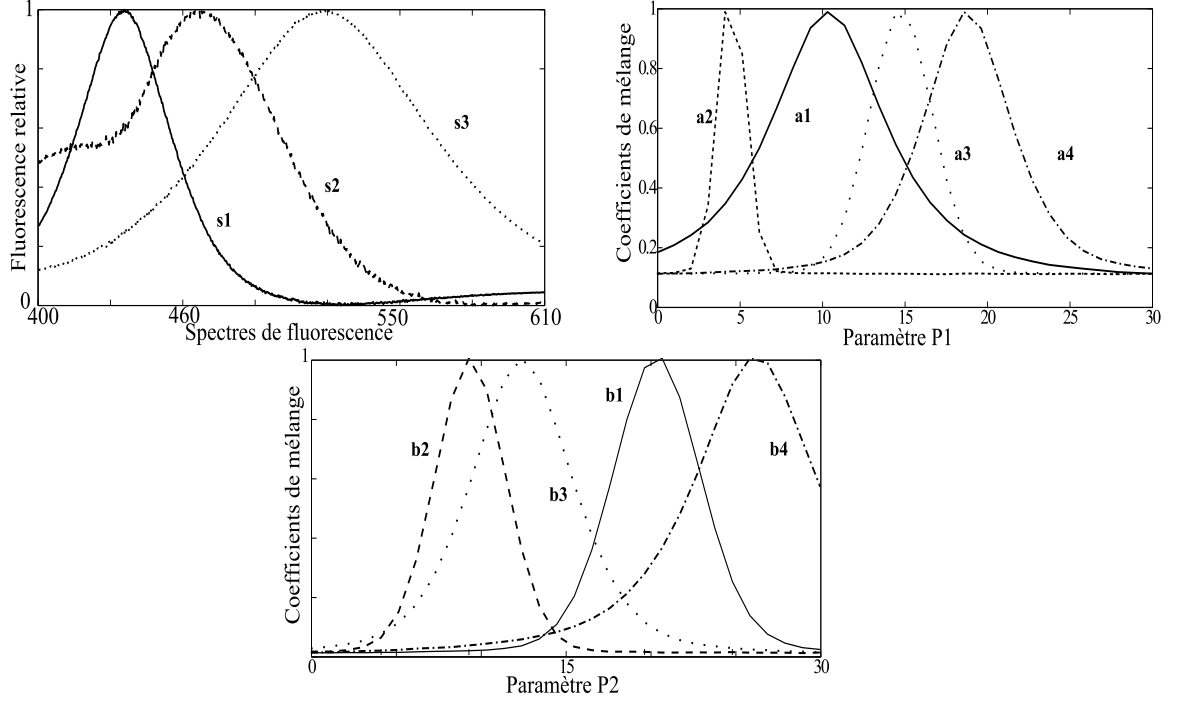 1
Fluorescence relative
s3
s2
s1
0
400
460
550
610
Spectres de fluorescence
1
0.8
0.6
0.4
0.2
0
Coefficients de mélange
a2
a1
a3
a4
0
5
10
15
20
25
30
Paramètre P1
1
Coefficients de mélange
b1
b2
b4
b3
0
15
30
Paramètre P2